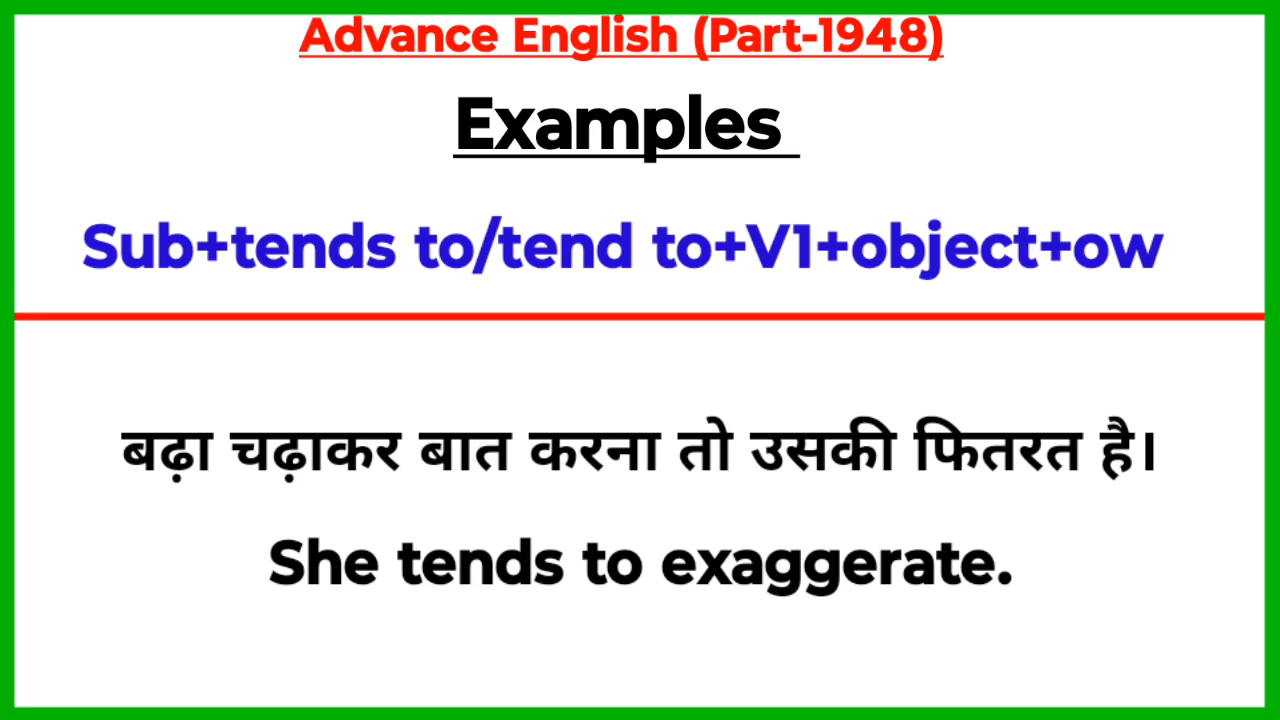 Advance English (Part-1948)
Examples
Sub+tends to/tend to+V1+object+ow
बढ़ा चढ़ाकर बात करना तो उसकी फितरत है।
She tends to exaggerate.